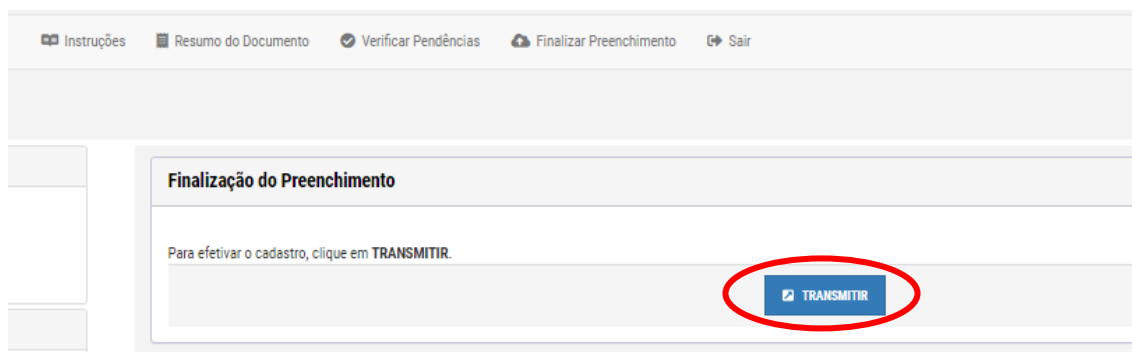 Instruções Resumo do Documento Verificar Pendências Finalizar Preenchimento Sair
Finalização do Preenchimento
Para efetivar o cadastro, clique em TRANSMITIR.
TRANSMITIR